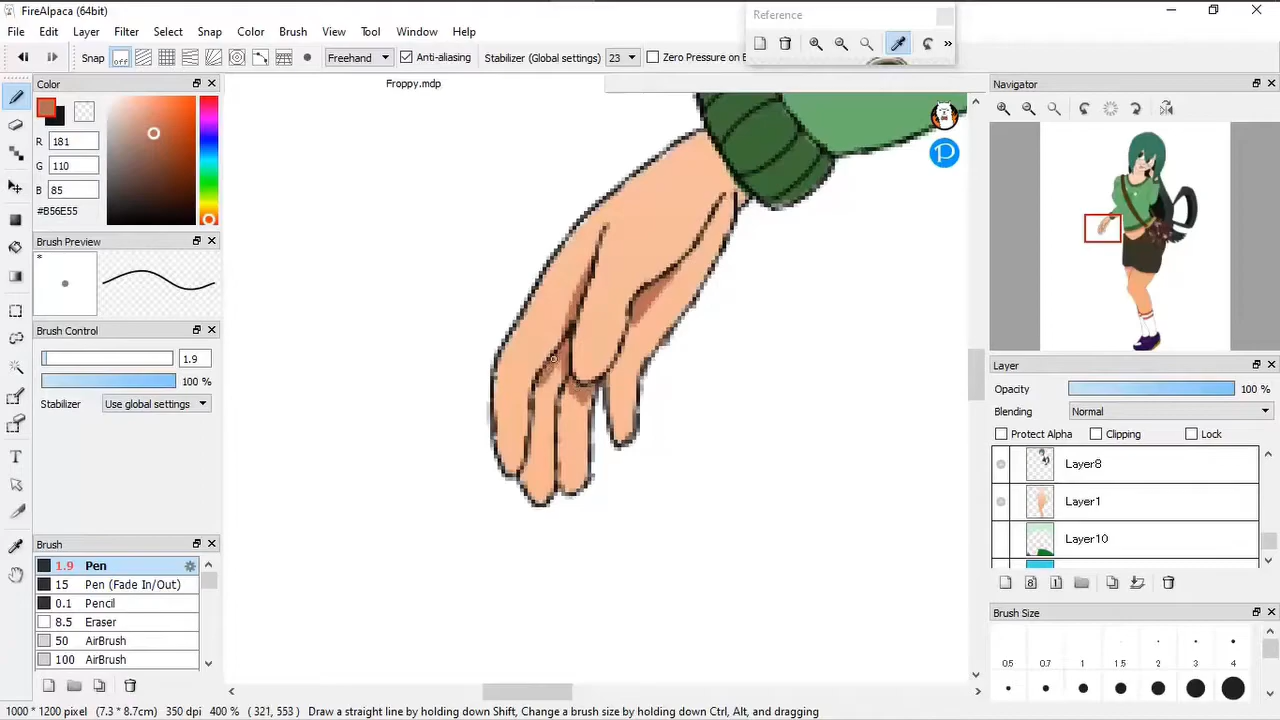 FireAlpaca (64bit)
Reference
File Edit Layer Filter Select Snap Color Brush View Tool Window Help
Snap off Freehand Anti-aliasing Stabilizer (Global settings) 23 Zero Pressure on
Color
Froppy.mdp
Navigator
R 181
G 110
B 85
#B56E55
Brush Preview
*
Brush Control
1.9
100 %
Stabilizer Use global settings
Layer
Opacity 100 %
Blending Normal
Protect Alpha Clipping Lock
Layer8
Layer1
Layer10
Brush
1.9 Pen
15 Pen (Fade In/Out)
0.1 Pencil
8.5 Eraser
50 AirBrush
100 AirBrush
Brush Size
0.5 0.7 1 1.5 2 3 4
1000 * 1200 pixel (7.3 * 8.7cm) 350 dpi 400 % ( 321, 553 ) Draw a straight line by holding down Shift, Change a brush size by holding down Ctrl, Alt, and dragging